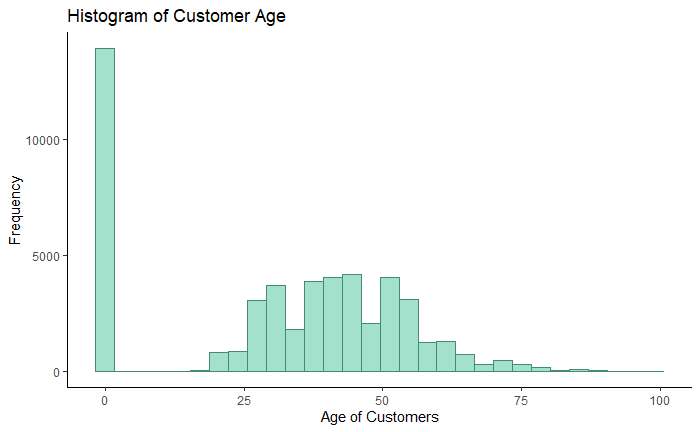 Histogram of Customer Age
10000
5000
0
Frequency
0 25 50 75 100
Age of Customers